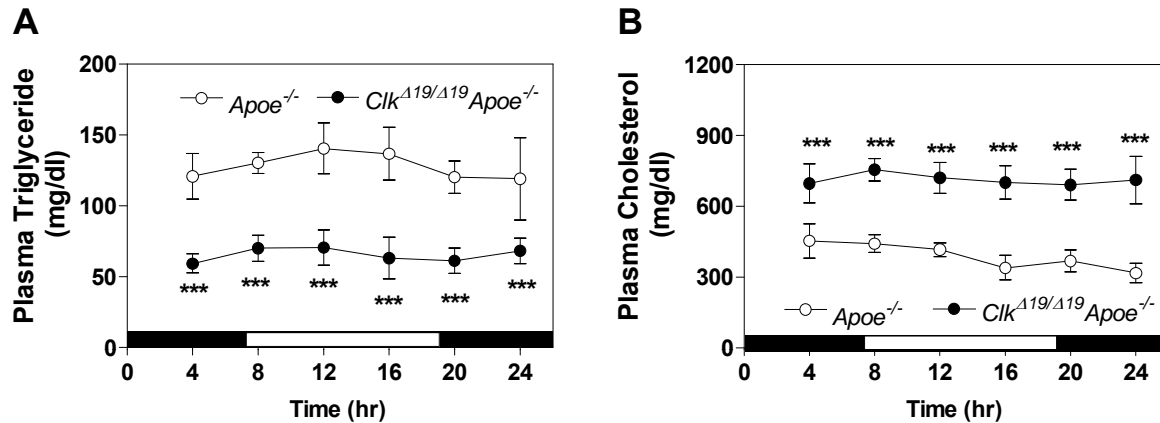 A
Plasma Triglyceride
(mg/dl)
200
150
100
50
0
Apoe-/-
ClkΔ19/Δ19Apoe-/-
*** *** *** *** *** ***
0 4 8 12 16 20 24
Time (hr)
B
Plasma Cholesterol
(mg/dl)
1200
900
600
300
0
*** *** *** *** *** ***
Apoe-/-
ClkΔ19/Δ19Apoe-/-
0 4 8 12 16 20 24
Time (hr)